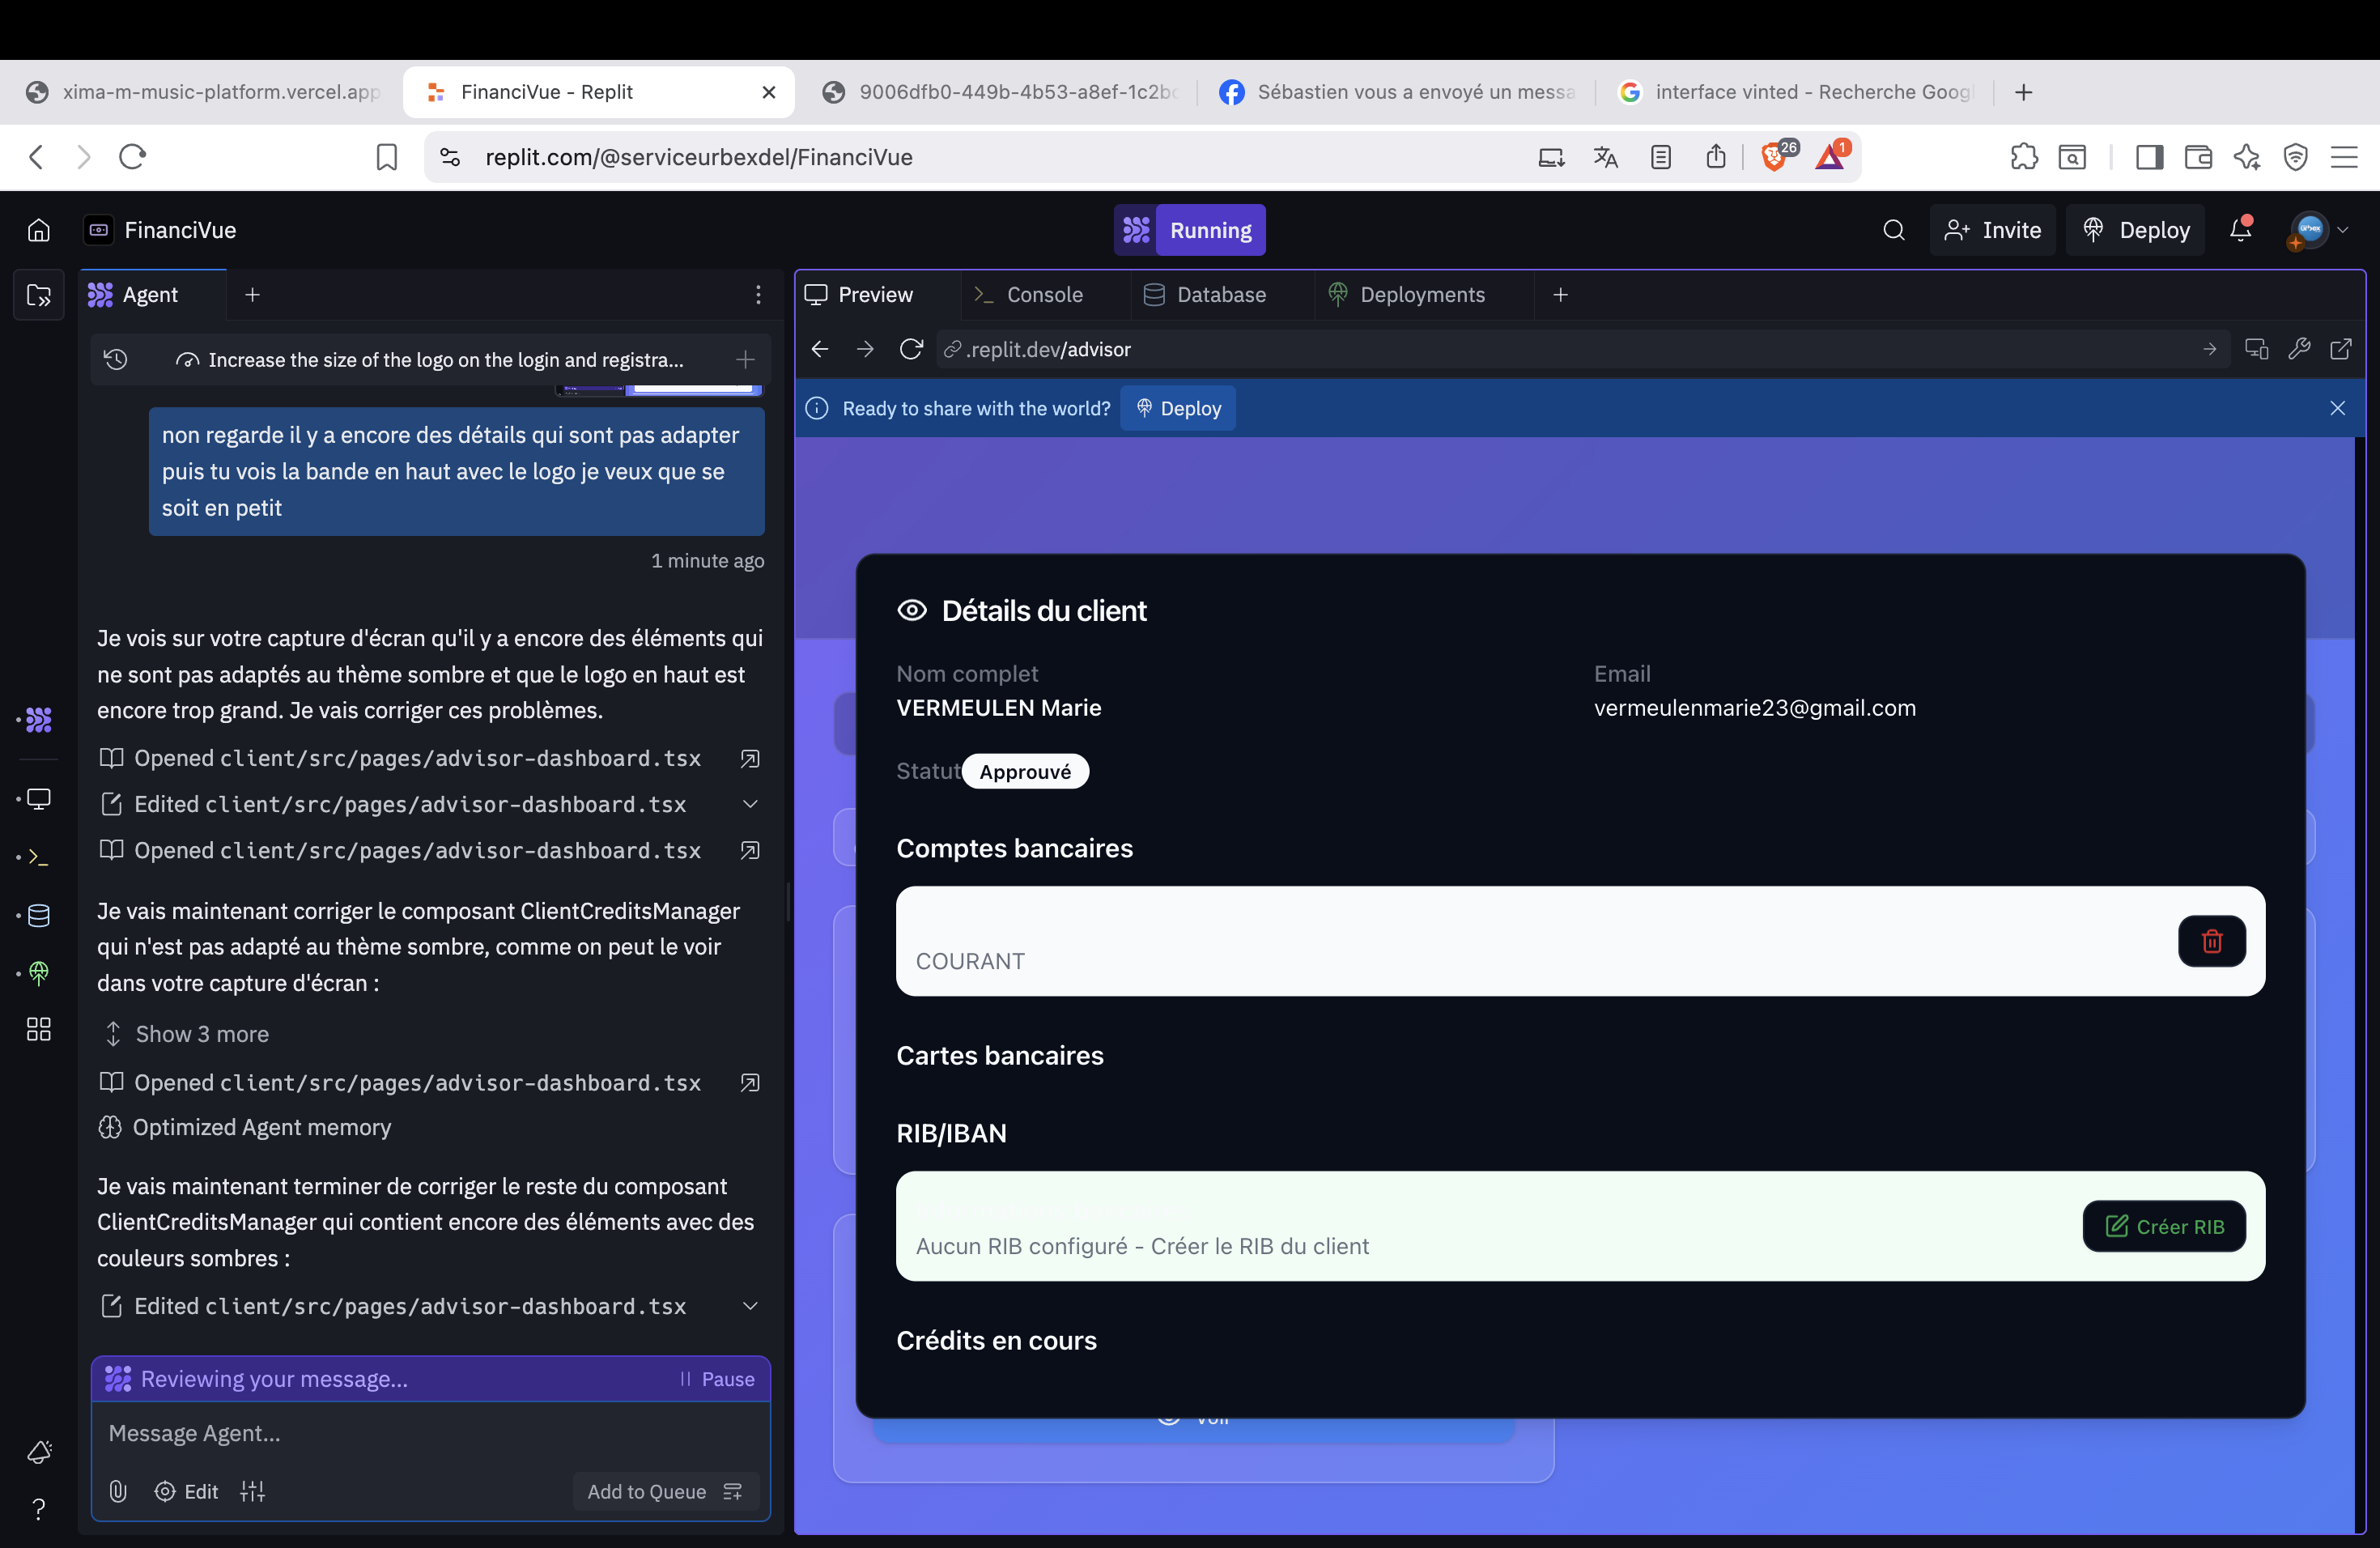 xima-m-music-platform.vercel.app
FinanciVue - Replit
9006dfb0-449b-4b53-a8ef-1c2b
Sébastien vous a envoyé un messa
interface vinted - Recherche Goog
replit.com/@serviceurbexdel/FinanciVue
26
1
FinanciVue
Running
Invite
Deploy
Agent
Preview
Console
Database
Deployments
Increase the size of the logo on the login and registra...
.replit.dev/advisor
Ready to share with the world?
Deploy
non regarde il y a encore des détails qui sont pas adapter
puis tu vois la bande en haut avec le logo je veux que se
soit en petit
1 minute ago
Je vois sur votre capture d'écran qu'il y a encore des éléments qui
ne sont pas adaptés au thème sombre et que le logo en haut est
encore trop grand. Je vais corriger ces problèmes.
Opened client/src/pages/advisor-dashboard.tsx
Edited client/src/pages/advisor-dashboard.tsx
Opened client/src/pages/advisor-dashboard.tsx
Je vais maintenant corriger le composant ClientCreditsManager
qui n'est pas adapté au thème sombre, comme on peut le voir
dans votre capture d'écran :
Show 3 more
Opened client/src/pages/advisor-dashboard.tsx
Optimized Agent memory
Je vais maintenant terminer de corriger le reste du composant
ClientCreditsManager qui contient encore des éléments avec des
couleurs sombres :
Edited client/src/pages/advisor-dashboard.tsx
Reviewing your message...
Pause
Message Agent...
Edit
Add to Queue
Détails du client
Nom complet
VERMEULEN Marie
Email
vermeulenmarie23@gmail.com
Statut
Approuvé
Comptes bancaires
COURANT
Cartes bancaires
RIB/IBAN
Aucun RIB configuré - Créer le RIB du client
Créer RIB
Crédits en cours
Voir